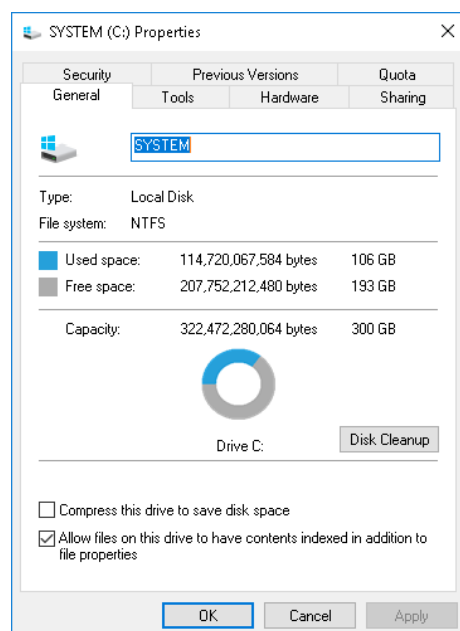 SYSTEM (C:) Properties
Security Previous Versions Quota
General Tools Hardware Sharing
SYSTEM
Type: Local Disk
File system: NTFS
Used space: 114,720,067,584 bytes 106 GB
Free space: 207,752,212,480 bytes 193 GB
Capacity: 322,472,280,064 bytes 300 GB
Drive C:
Disk Cleanup
Compress this drive to save disk space
Allow files on this drive to have contents indexed in addition to
file properties
OK Cancel Apply